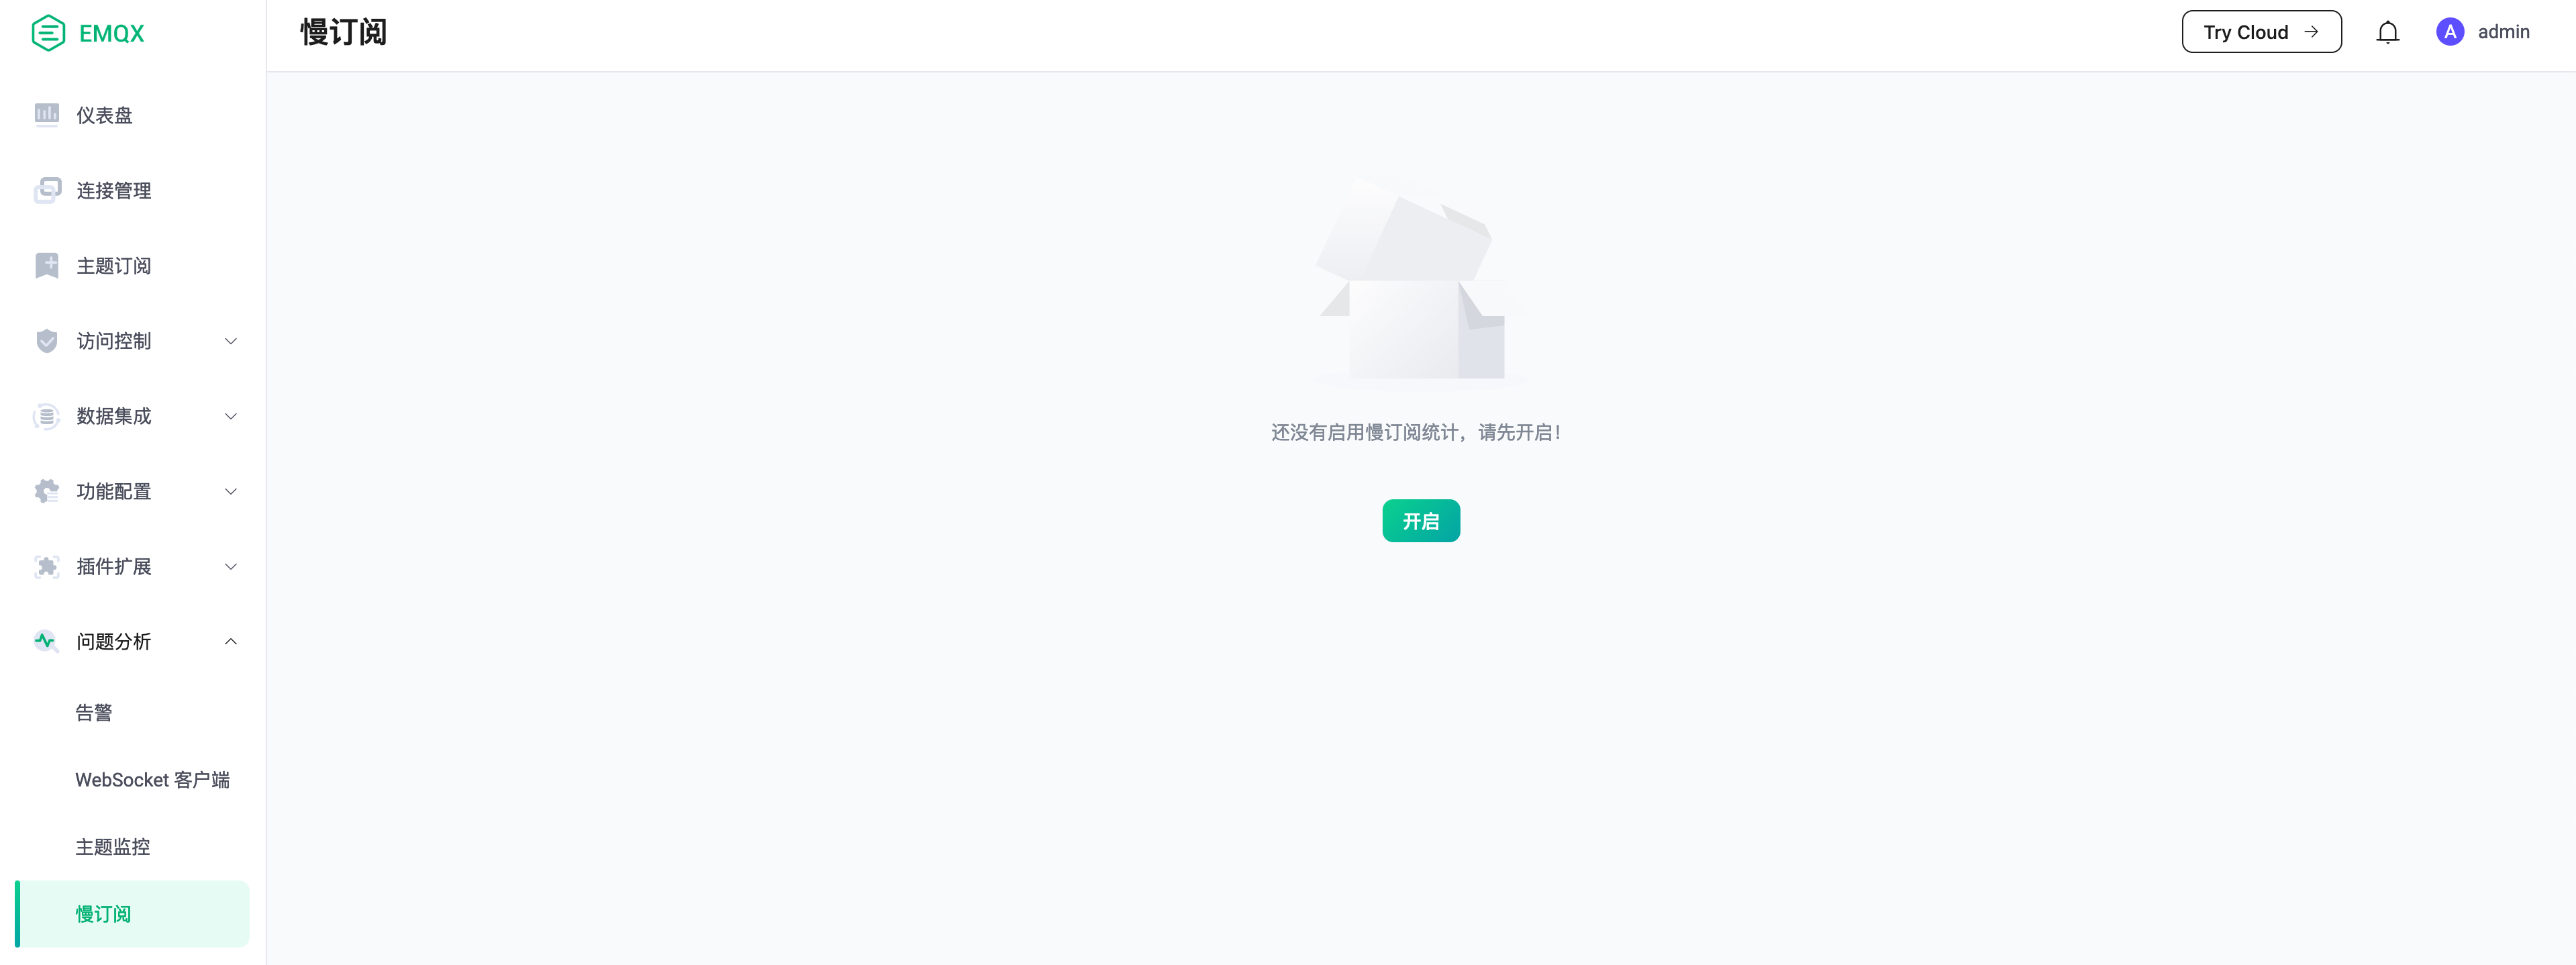 EMQX
慢订阅
Try Cloud →
A admin
仪表盘
连接管理
主题订阅
访问控制
数据集成
功能配置
插件扩展
问题分析
告警
WebSocket 客户端
主题监控
慢订阅
还没有启用慢订阅统计，请先开启！
开启